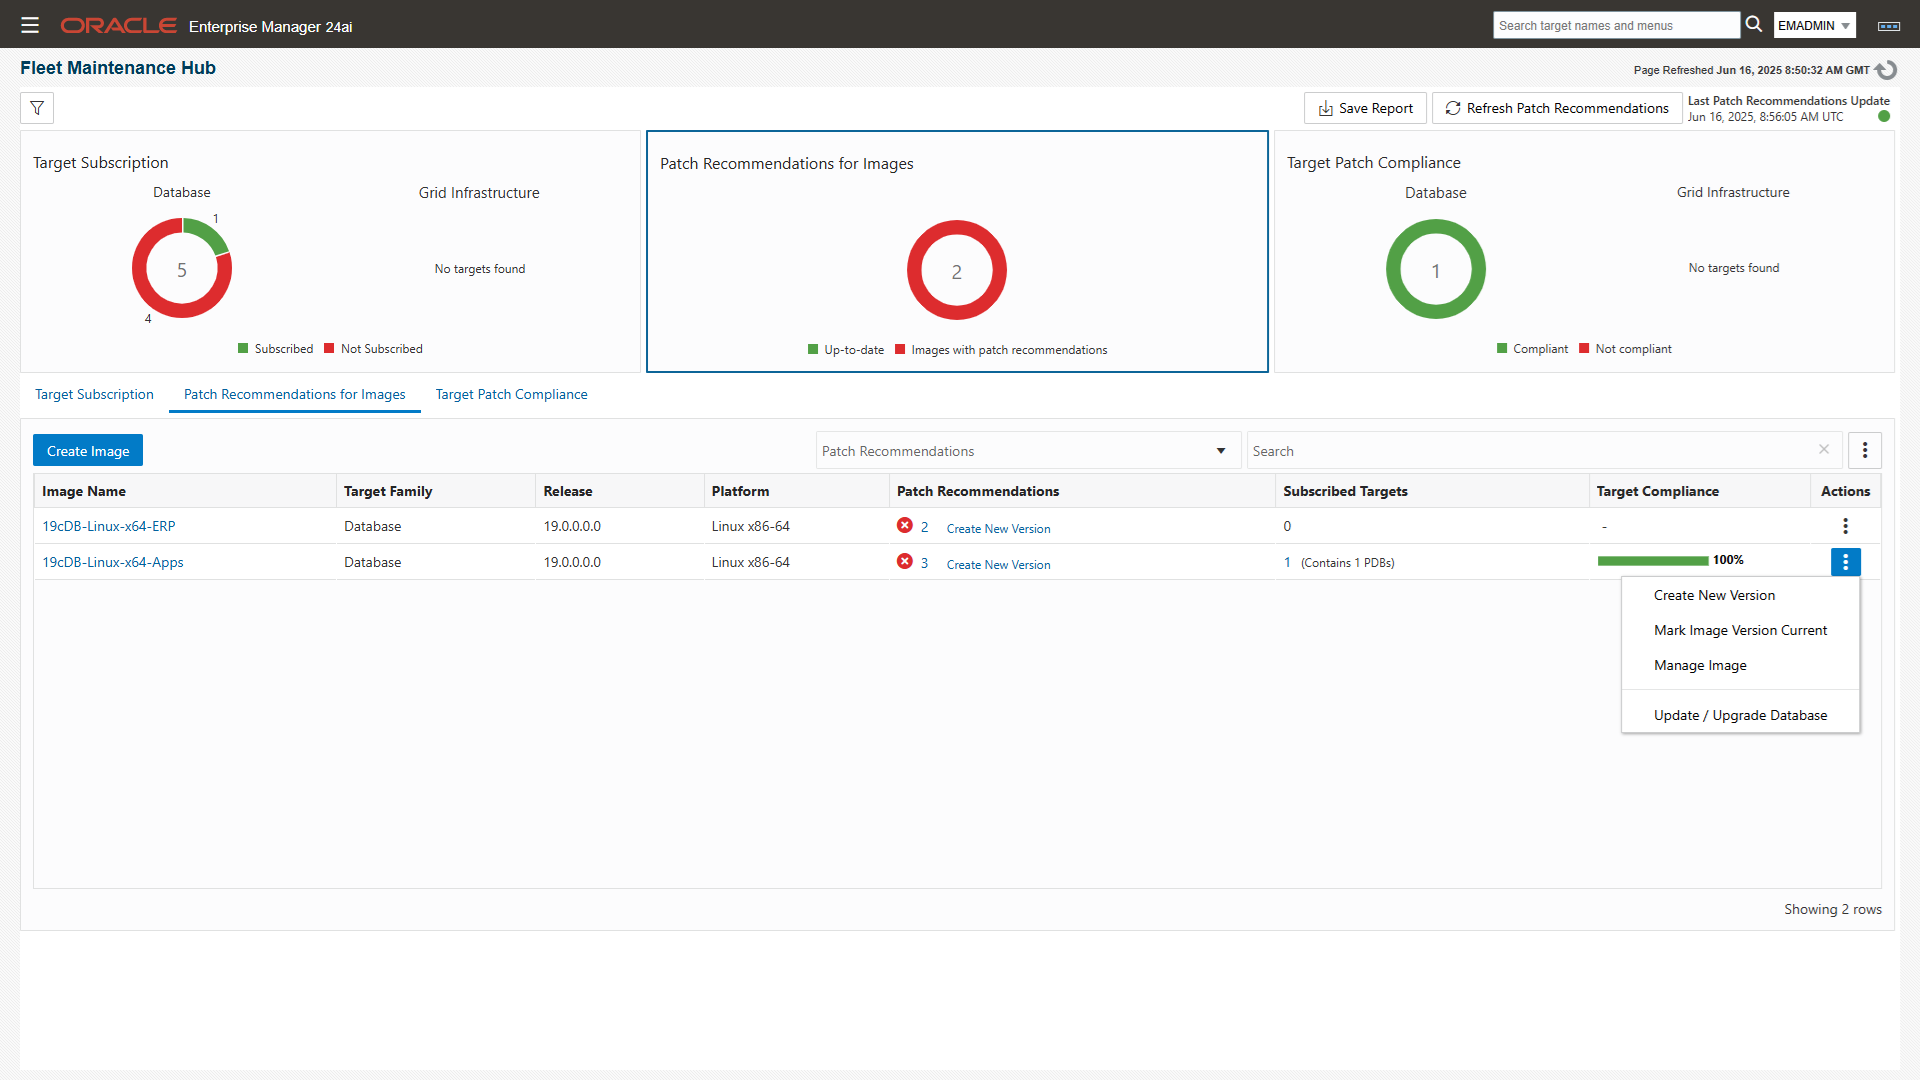 ORACLE Enterprise Manager 24ai
Search target names and menus
EMADMIN
Fleet Maintenance Hub
Page Refreshed Jun 16, 2025 8:50:32 AM GMT
Save Report
Refresh Patch Recommendations
Last Patch Recommendations Update
Jun 16, 2025, 8:56:05 AM UTC
Target Subscription
Database
Grid Infrastructure
1
5
4
No targets found
Subscribed
Not Subscribed
Patch Recommendations for Images
2
Up-to-date
Images with patch recommendations
Target Patch Compliance
Database
Grid Infrastructure
1
No targets found
Compliant
Not compliant
Target Subscription
Patch Recommendations for Images
Target Patch Compliance
Create Image
Patch Recommendations
Search
Image Name Target Family Release Platform Patch Recommendations Subscribed Targets Target Compliance Actions
19cDB-Linux-x64-ERP Database 19.0.0.0.0 Linux x86-64 2 Create New Version 0 -
19cDB-Linux-x64-Apps Database 19.0.0.0.0 Linux x86-64 3 Create New Version 1 (Contains 1 PDBs) 100%
Create New Version
Mark Image Version Current
Manage Image
Update / Upgrade Database
Showing 2 rows